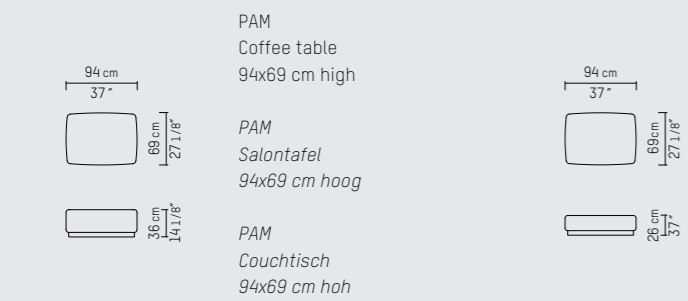 94 cm
37″
69 cm
27 1/8″
36 cm
14 1/8″
PAM
Coffee table
94x69 cm high
PAM
Salontafel
94x69 cm hoog
PAM
Couchtisch
94x69 cm hoh
94 cm
37″
69cm
27 1/8″
26 cm
37″